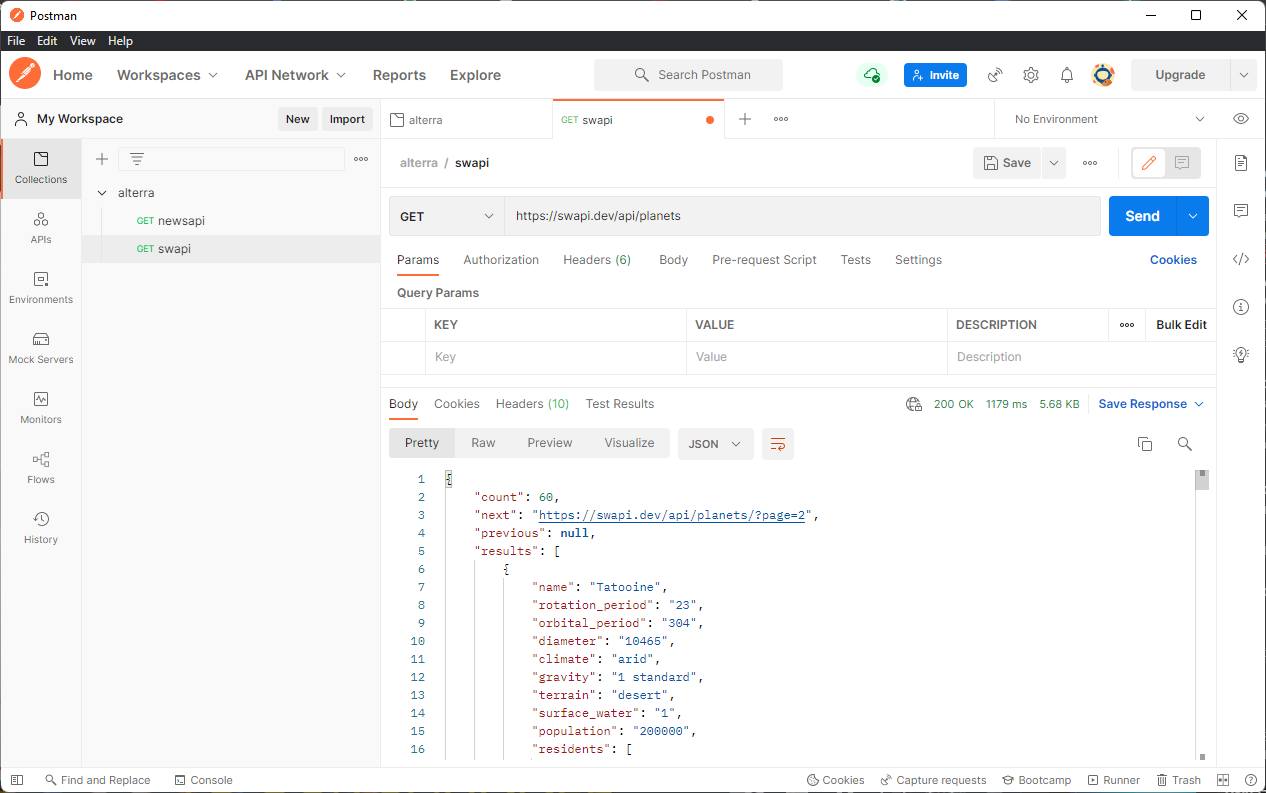 Postman
File Edit View Help
Home Workspaces API Network Reports Explore Search Postman Invite Upgrade
My Workspace New Import alterra GET swapi No Environment
Collections
APIs
Environments
Mock Servers
Monitors
Flows
History
alterra
GET newsapi
GET swapi
alterra / swapi Save
GET https://swapi.dev/api/planets Send
Params Authorization Headers (6) Body Pre-request Script Tests Settings Cookies
Query Params
KEY VALUE DESCRIPTION Bulk Edit
Key Value Description
Body Cookies Headers (10) Test Results 200 OK 1179 ms 5.68 KB Save Response
Pretty Raw Preview Visualize JSON
1 {
2 "count": 60,
3 "next": "https://swapi.dev/api/planets/?page=2",
4 "previous": null,
5 "results": [
6 {
7 "name": "Tatooine",
8 "rotation_period": "23",
9 "orbital_period": "304",
10 "diameter": "10465",
11 "climate": "arid",
12 "gravity": "1 standard",
13 "terrain": "desert",
14 "surface_water": "1",
15 "population": "200000",
16 "residents": [
Find and Replace Console Cookies Capture requests Bootcamp Runner Trash